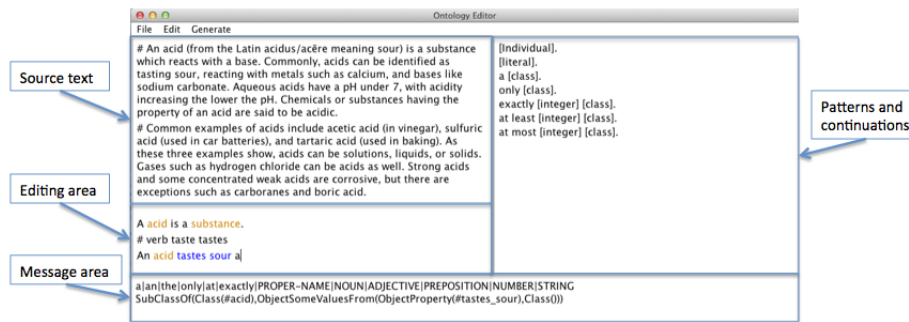 Ontology Editor
File Edit Generate
Source text
# An acid (from the Latin acidus/acēre meaning sour) is a substance
which reacts with a base. Commonly, acids can be identified as
tasting sour, reacting with metals such as calcium, and bases like
sodium carbonate. Aqueous acids have a pH under 7, with acidity
increasing the lower the pH. Chemicals or substances having the
property of an acid are said to be acidic.
# Common examples of acids include acetic acid (in vinegar), sulfuric
acid (used in car batteries), and tartaric acid (used in baking). As
these three examples show, acids can be solutions, liquids, or solids.
Gases such as hydrogen chloride can be acids as well. Strong acids
and some concentrated weak acids are corrosive, but there are
exceptions such as carboranes and boric acid.
[Individual].
[literal].
a [class].
only [class].
exactly [integer] [class].
at least [integer] [class].
at most [integer] [class].
Patterns and
continuations
Editing area
A acid is a substance.
# verb taste tastes
An acid tastes sour a
Message area
a|an|the|only|at|exactly|PROPER-NAME|NOUN|ADJECTIVE|PREPOSITION|NUMBER|STRING
SubClassOf(Class(#acid),ObjectSomeValuesFrom(ObjectProperty(#tastes_sour),Class()))